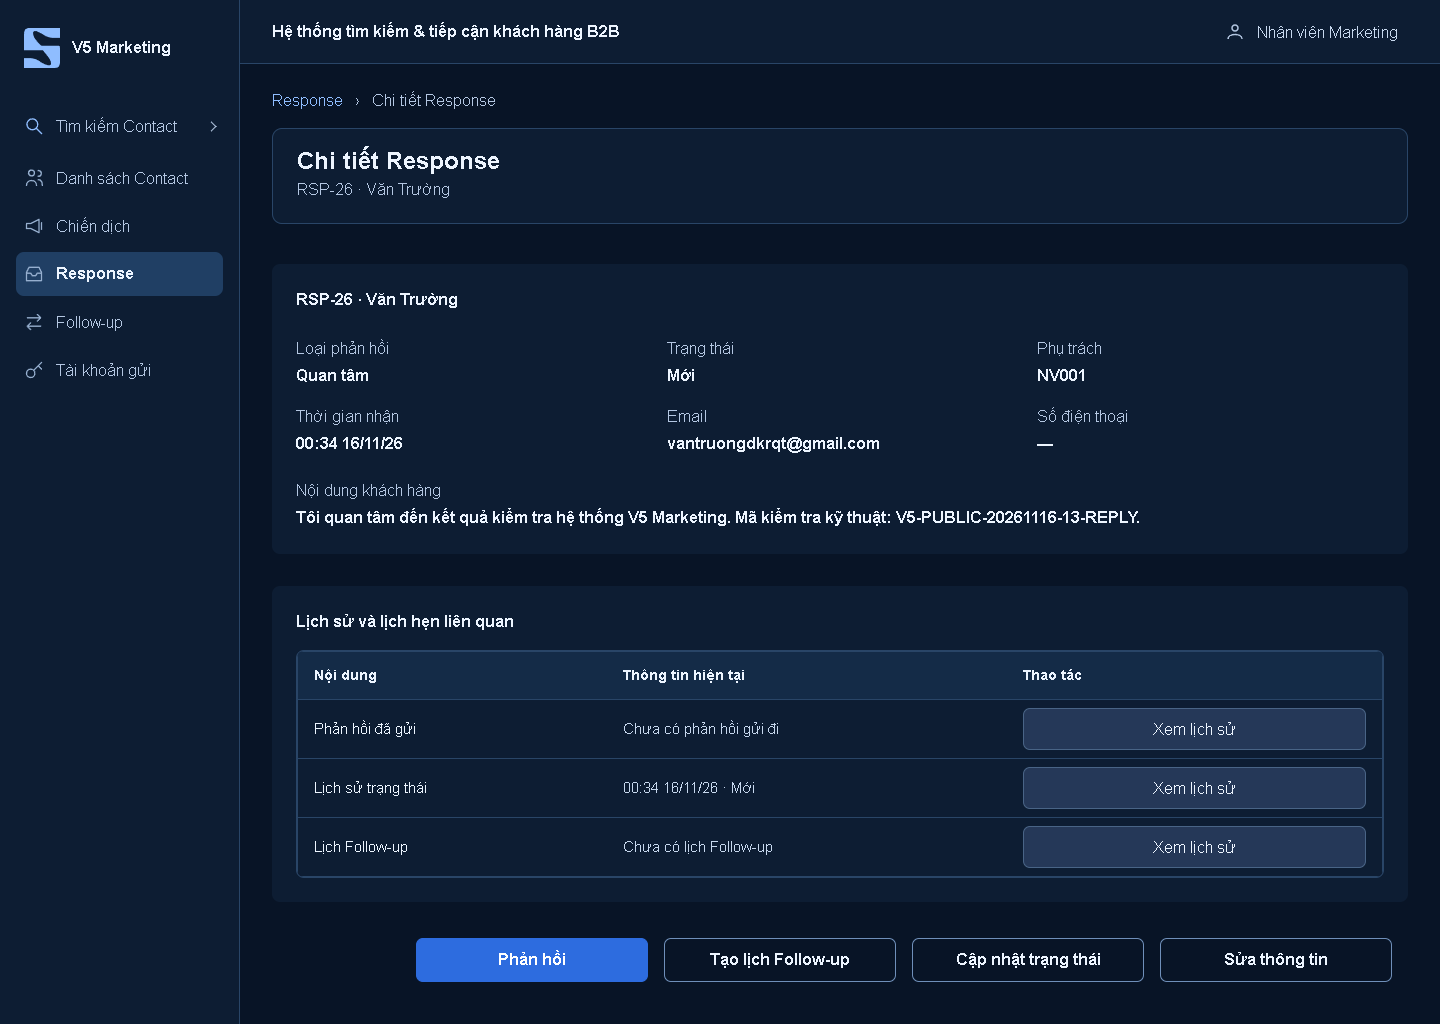 V5 Marketing
Hệ thống tìm kiếm & tiếp cận khách hàng B2B
Nhân viên Marketing
Tìm kiếm Contact
Danh sách Contact
Chiến dịch
Response
Follow-up
Tài khoản gửi
Response › Chi tiết Response
Chi tiết Response
RSP-26 · Văn Trường
RSP-26 · Văn Trường
Loại phản hồi
Trạng thái
Phụ trách
Quan tâm
Mới
NV001
Thời gian nhận
Email
Số điện thoại
00:34 16/11/26
vantruongdkrqt@gmail.com
—
Nội dung khách hàng
Tôi quan tâm đến kết quả kiểm tra hệ thống V5 Marketing. Mã kiểm tra kỹ thuật: V5-PUBLIC-20261116-13-REPLY.
Lịch sử và lịch hẹn liên quan
Nội dung
Thông tin hiện tại
Thao tác
Phản hồi đã gửi
Chưa có phản hồi gửi đi
Xem lịch sử
Lịch sử trạng thái
00:34 16/11/26 · Mới
Xem lịch sử
Lịch Follow-up
Chưa có lịch Follow-up
Xem lịch sử
Phản hồi
Tạo lịch Follow-up
Cập nhật trạng thái
Sửa thông tin